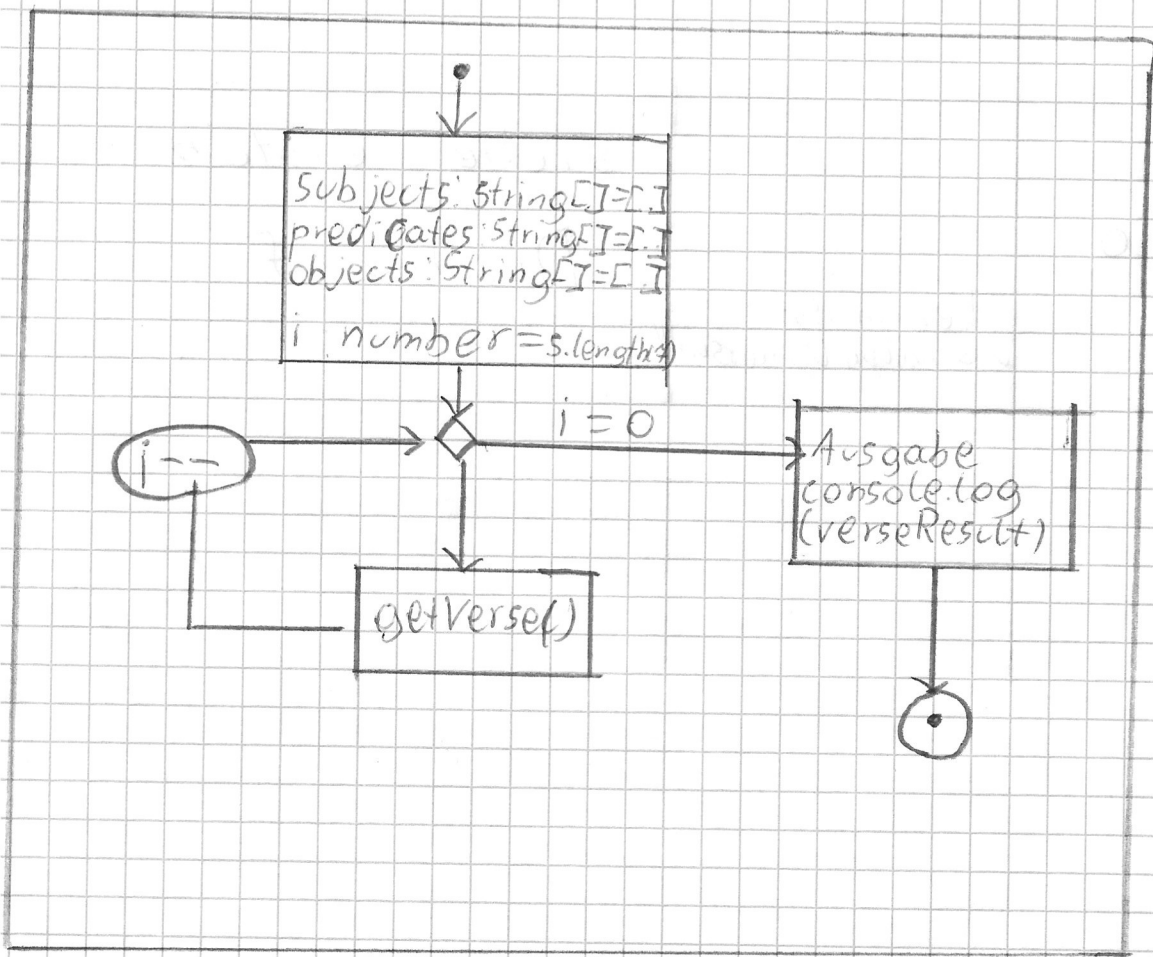 subjects: String[]=[.]
predicates: String[]=[.]
objects: String[]=[.]
i number=s.length
i=0
i--
Ausgabe
console.log
(verseResult)
getVerse()